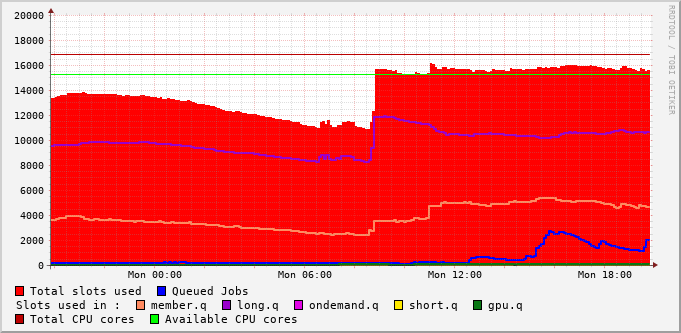 20000
18000
16000
14000
12000
10000
8000
6000
4000
2000
0
Mon 00:00 Mon 06:00 Mon 12:00 Mon 18:00
RRDTOOL / TOBI OETIKER
Total slots used Queued Jobs
Slots used in : member.q long.q ondemand.q short.q gpu.q
Total CPU cores Available CPU cores